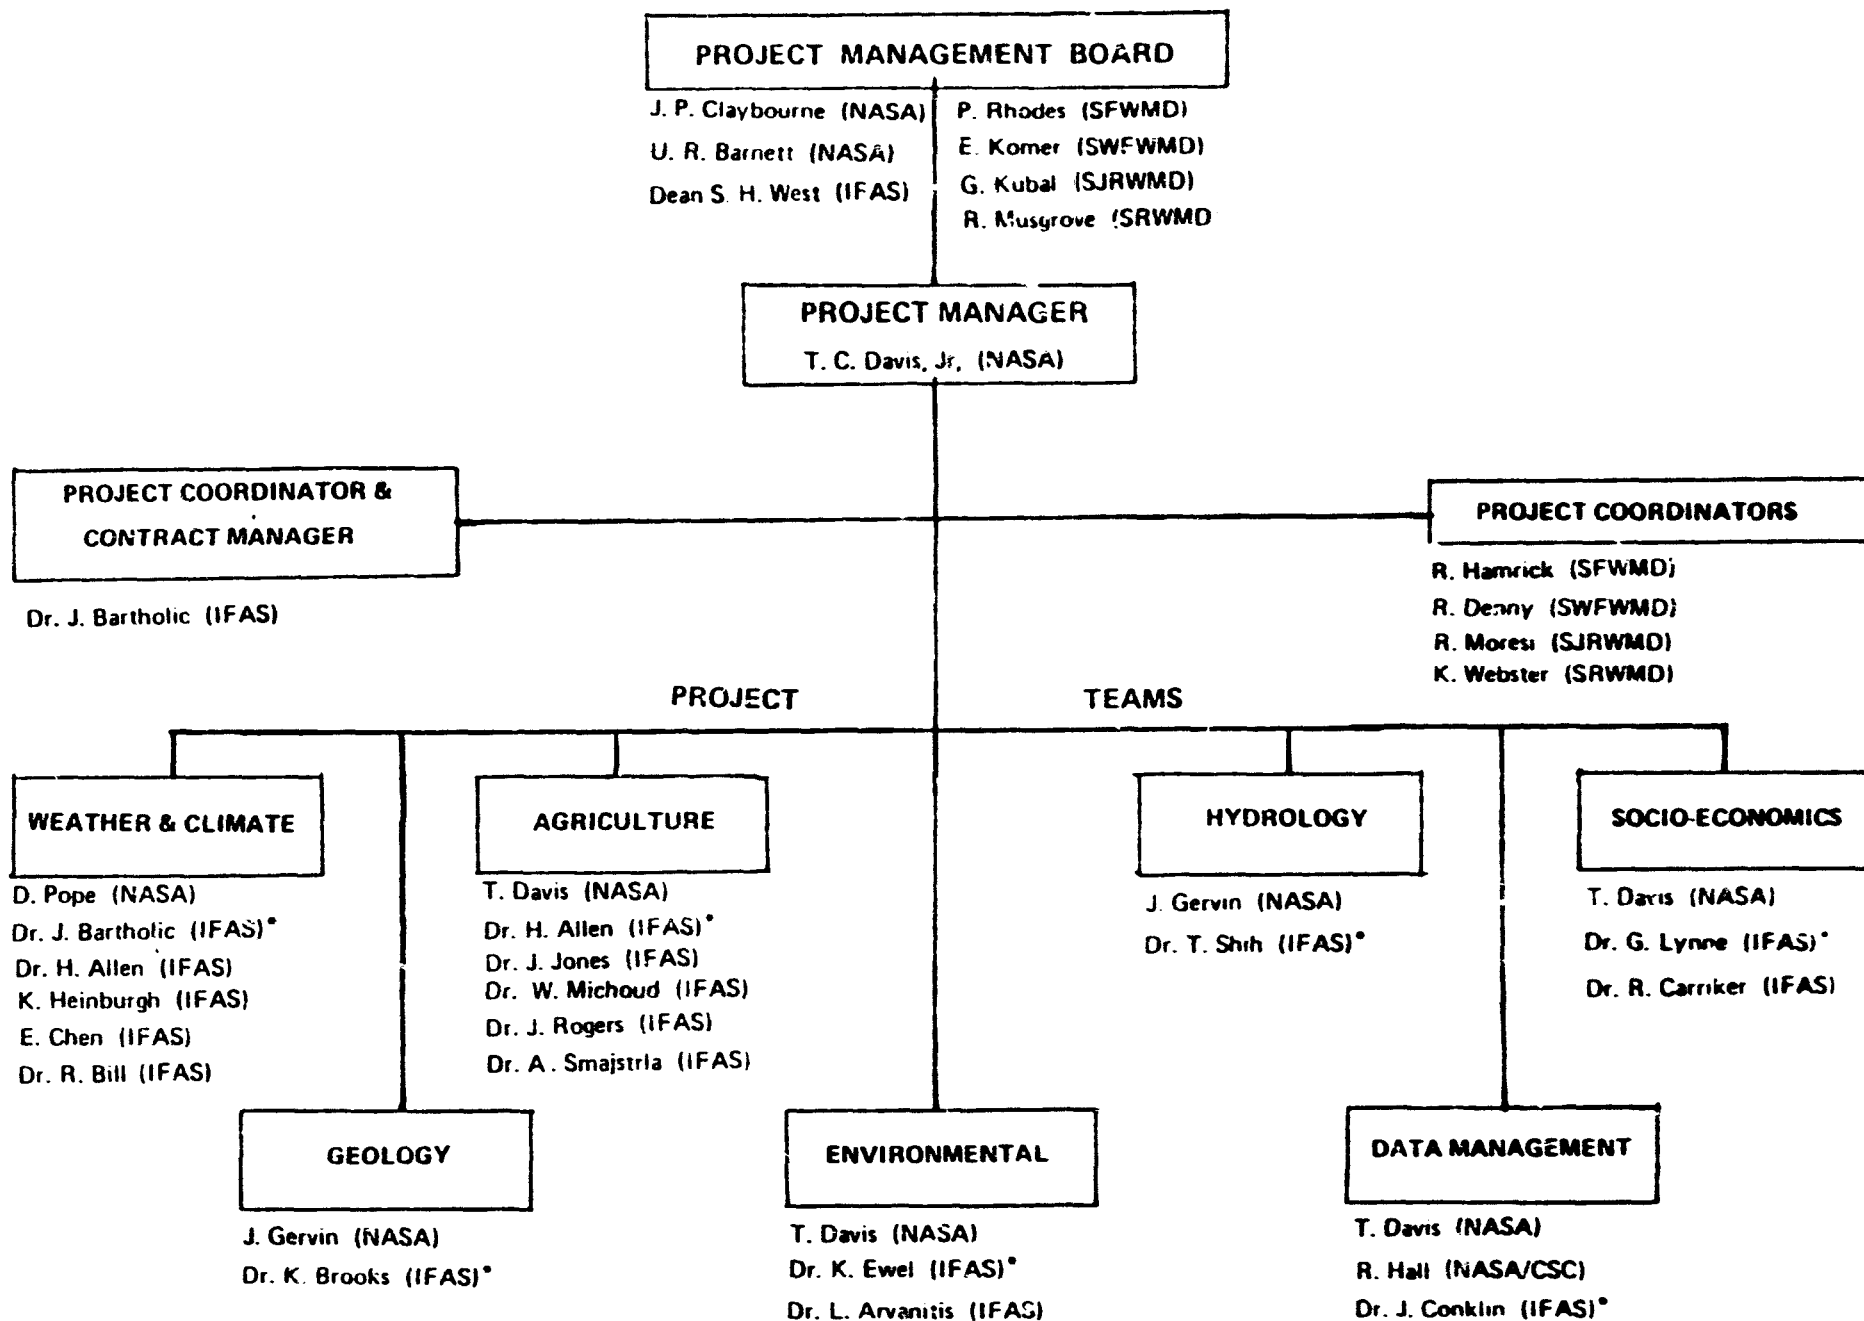 PROJECT MANAGEMENT BOARD
J. P. Claybourne (NASA)
U. R. Barnett (NASA)
Dean S. H. West (IFAS)
P. Rhodes (SFWMD)
E. Komer (SWFWMD)
G. Kubal (SJRWMD)
R. Musgrove (SRWMD
PROJECT MANAGER
T. C. Davis, Jr, (NASA)
PROJECT COORDINATOR &
CONTRACT MANAGER
Dr. J. Bartholic (IFAS)
PROJECT COORDINATORS
R. Hamrick (SFWMD)
R. Denny (SWFWMD)
R. Moresi (SJRWMD)
K. Webster (SRWMD)
PROJECT TEAMS
WEATHER & CLIMATE
D. Pope (NASA)
Dr. J. Bartholic (IFAS)*
Dr. H. Allen (IFAS)
K. Heinburgh (IFAS)
E. Chen (IFAS)
Dr. R. Bill (IFAS)
AGRICULTURE
T. Davis (NASA)
Dr. H. Allen (IFAS)*
Dr. J. Jones (IFAS)
Dr. W. Michoud (IFAS)
Dr. J. Rogers (IFAS)
Dr. A. Smajstrla (IFAS)
HYDROLOGY
J. Gervin (NASA)
Dr. T. Shih (IFAS)*
SOCIO-ECONOMICS
T. Davis (NASA)
Dr. G. Lynne (IFAS)*
Dr. R. Carriker (IFAS)
GEOLOGY
J. Gervin (NASA)
Dr. K. Brooks (IFAS)*
ENVIRONMENTAL
T. Davis (NASA)
Dr. K. Ewel (IFAS)*
Dr. L. Arvanitis (IFAS)
DATA MANAGEMENT
T. Davis (NASA)
R. Hall (NASA/CSC)
Dr. J. Conklin (IFAS)*